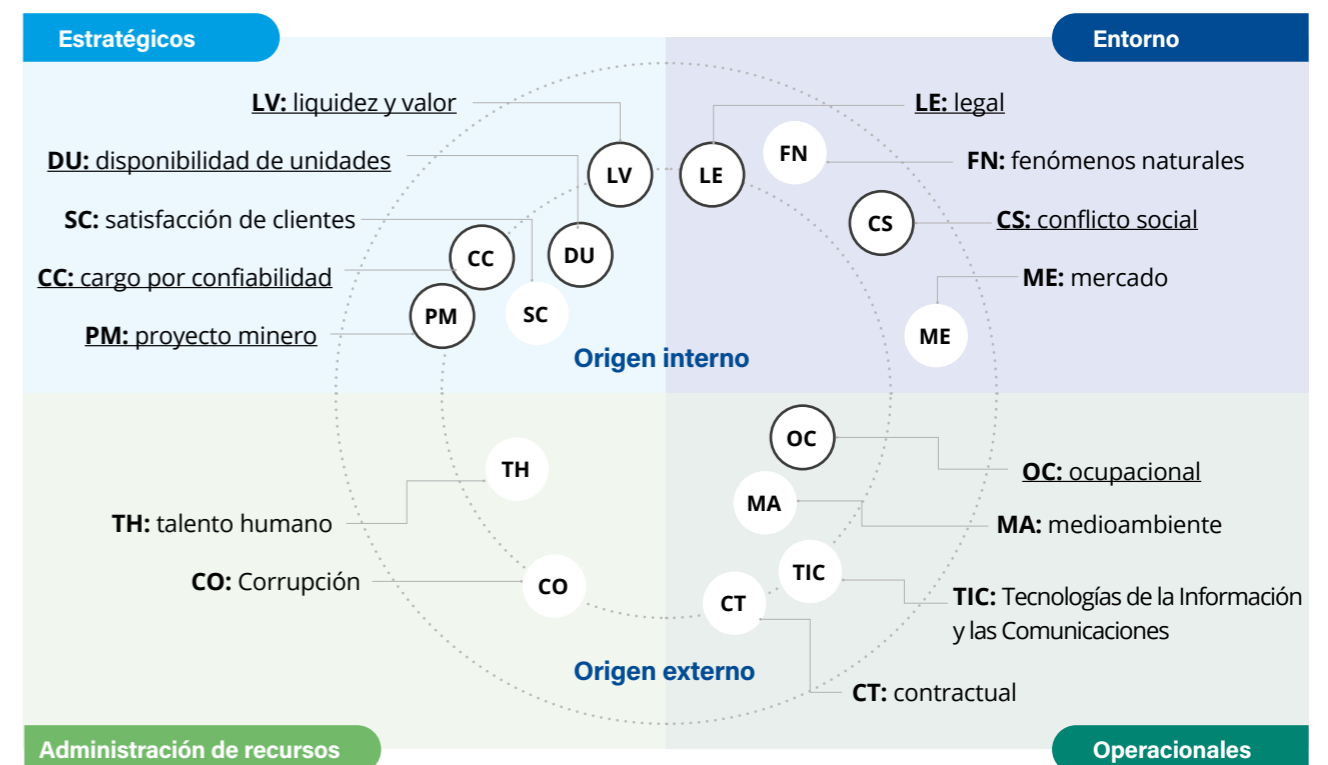 Estratégicos
Entorno
LV: liquidez y valor
DU: disponibilidad de unidades
SC: satisfacción de clientes
CC: cargo por confiabilidad
PM: proyecto minero
LV
DU
CC
SC
PM
LE: legal
FN: fenómenos naturales
CS: conflicto social
ME: mercado
LE
FN
CS
ME
Origen interno
TH
CO
TH: talento humano
CO: Corrupción
OC
MA
TIC
CT
OC: ocupacional
MA: medioambiente
TIC: Tecnologías de la Información
y las Comunicaciones
CT: contractual
Origen externo
Administración de recursos
Operacionales